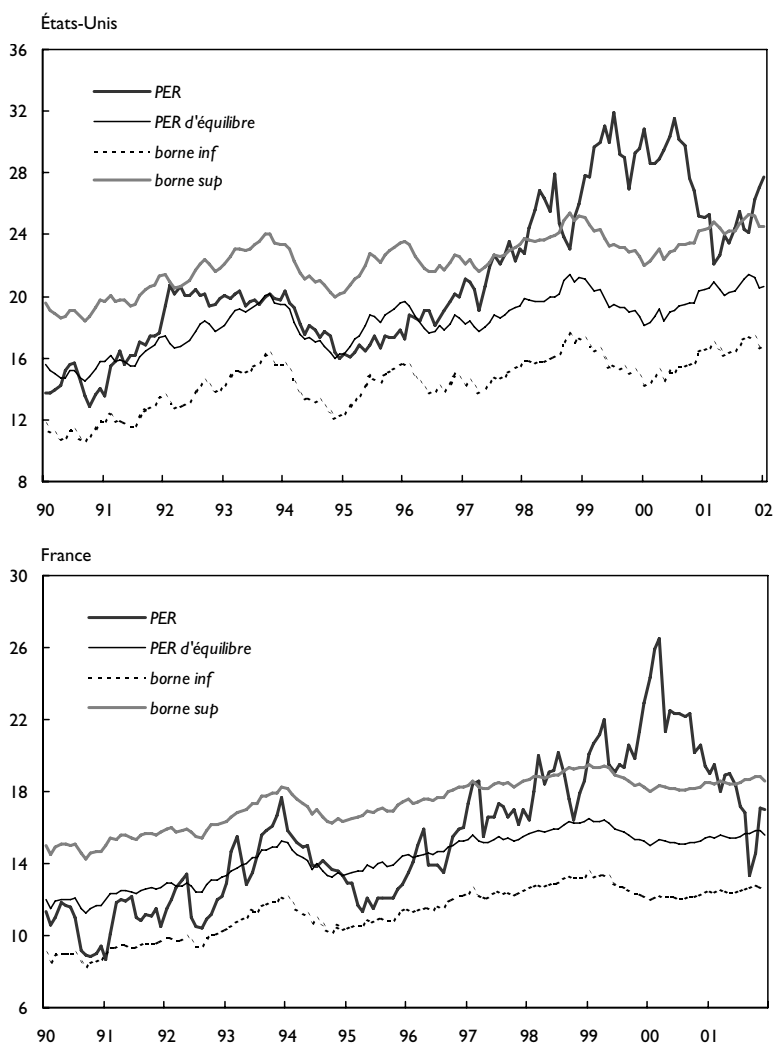 États-Unis
36
32
28
24
20
16
12
8
PER
PER d'équilibre
borne inf
borne sup
90 91 92 93 94 95 96 97 98 99 00 01 02
France
30
26
22
18
14
10
6
PER
PER d'équilibre
borne inf
borne sup
90 91 92 93 94 95 96 97 98 99 00 01